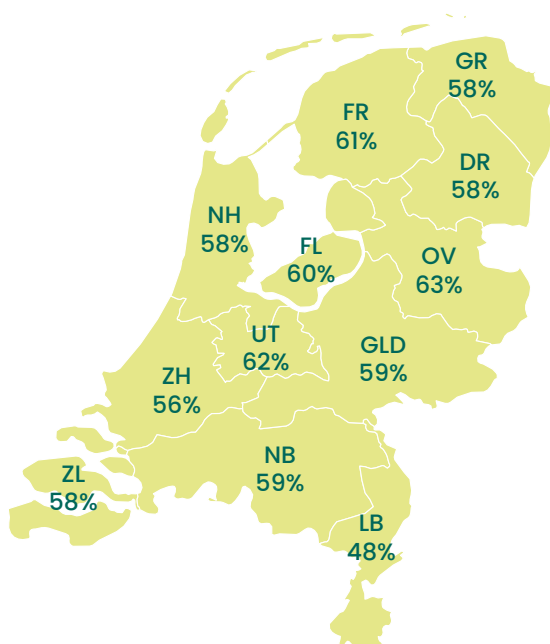 GR
58%
FR
61%
DR
58%
NH
58%
FL
60%
OV
63%
UT
62%
GLD
59%
ZH
56%
NB
59%
ZL
58%
LB
48%